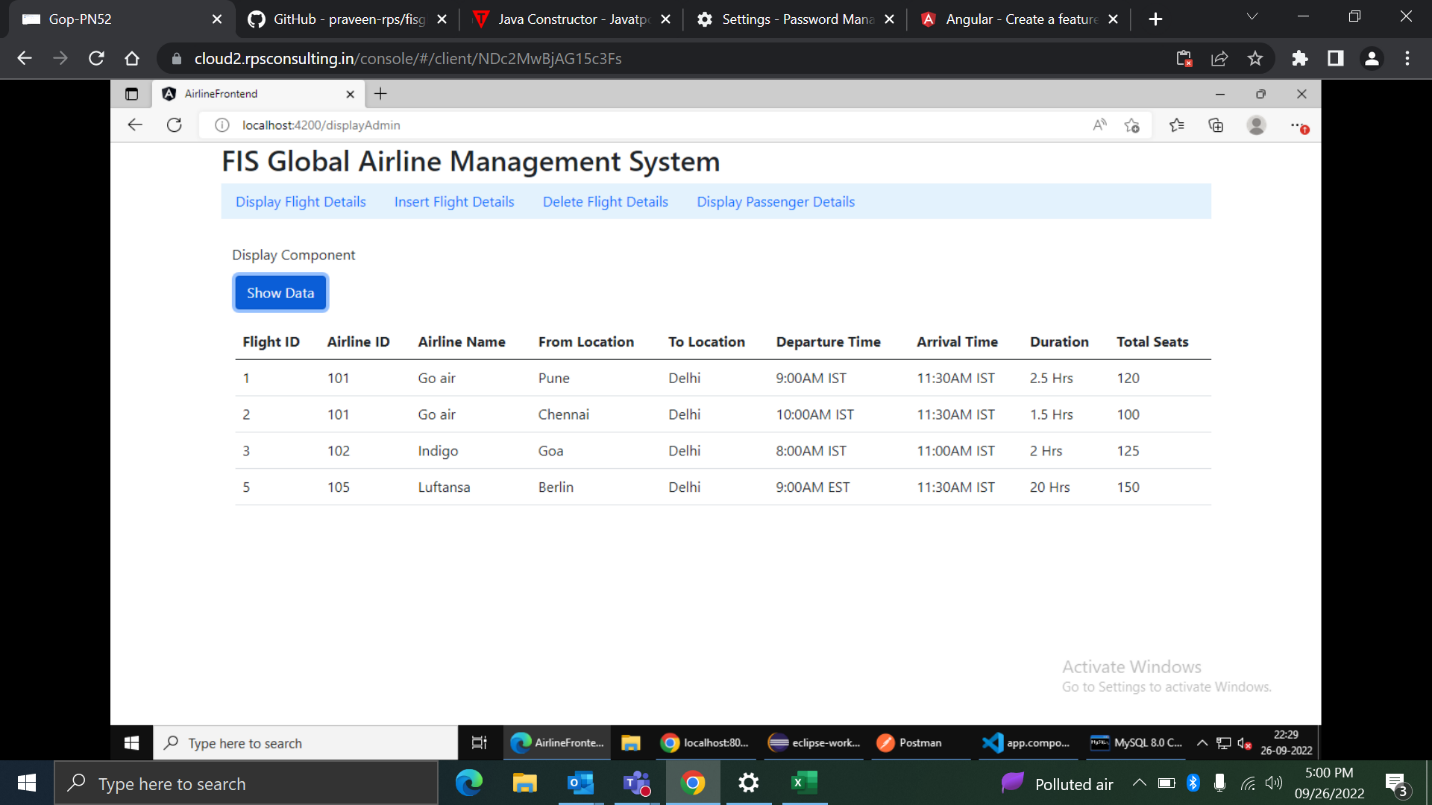 Gop-PN52
GitHub - praveen-rps/fisg
Java Constructor - Javatp
Settings - Password Mana
Angular - Create a feature
cloud2.rpsconsulting.in/console/#/client/NDc2MwBjAG15c3Fs
AirlineFrontend
localhost:4200/displayAdmin
FIS Global Airline Management System
Display Flight Details Insert Flight Details Delete Flight Details Display Passenger Details
Display Component
Show Data
Flight ID Airline ID Airline Name From Location To Location Departure Time Arrival Time Duration Total Seats
1 101 Go air Pune Delhi 9:00AM IST 11:30AM IST 2.5 Hrs 120
2 101 Go air Chennai Delhi 10:00AM IST 11:30AM IST 1.5 Hrs 100
3 102 Indigo Goa Delhi 8:00AM IST 11:00AM IST 2 Hrs 125
5 105 Luftansa Berlin Delhi 9:00AM EST 11:30AM IST 20 Hrs 150
Activate Windows
Go to Settings to activate Windows.
Type here to search
AirlineFronte...
localhost:80...
eclipse-work...
Postman
app.compo...
MySQL 8.0 C...
22:29
26-09-2022
Type here to search
Polluted air
5:00 PM
09/26/2022
3